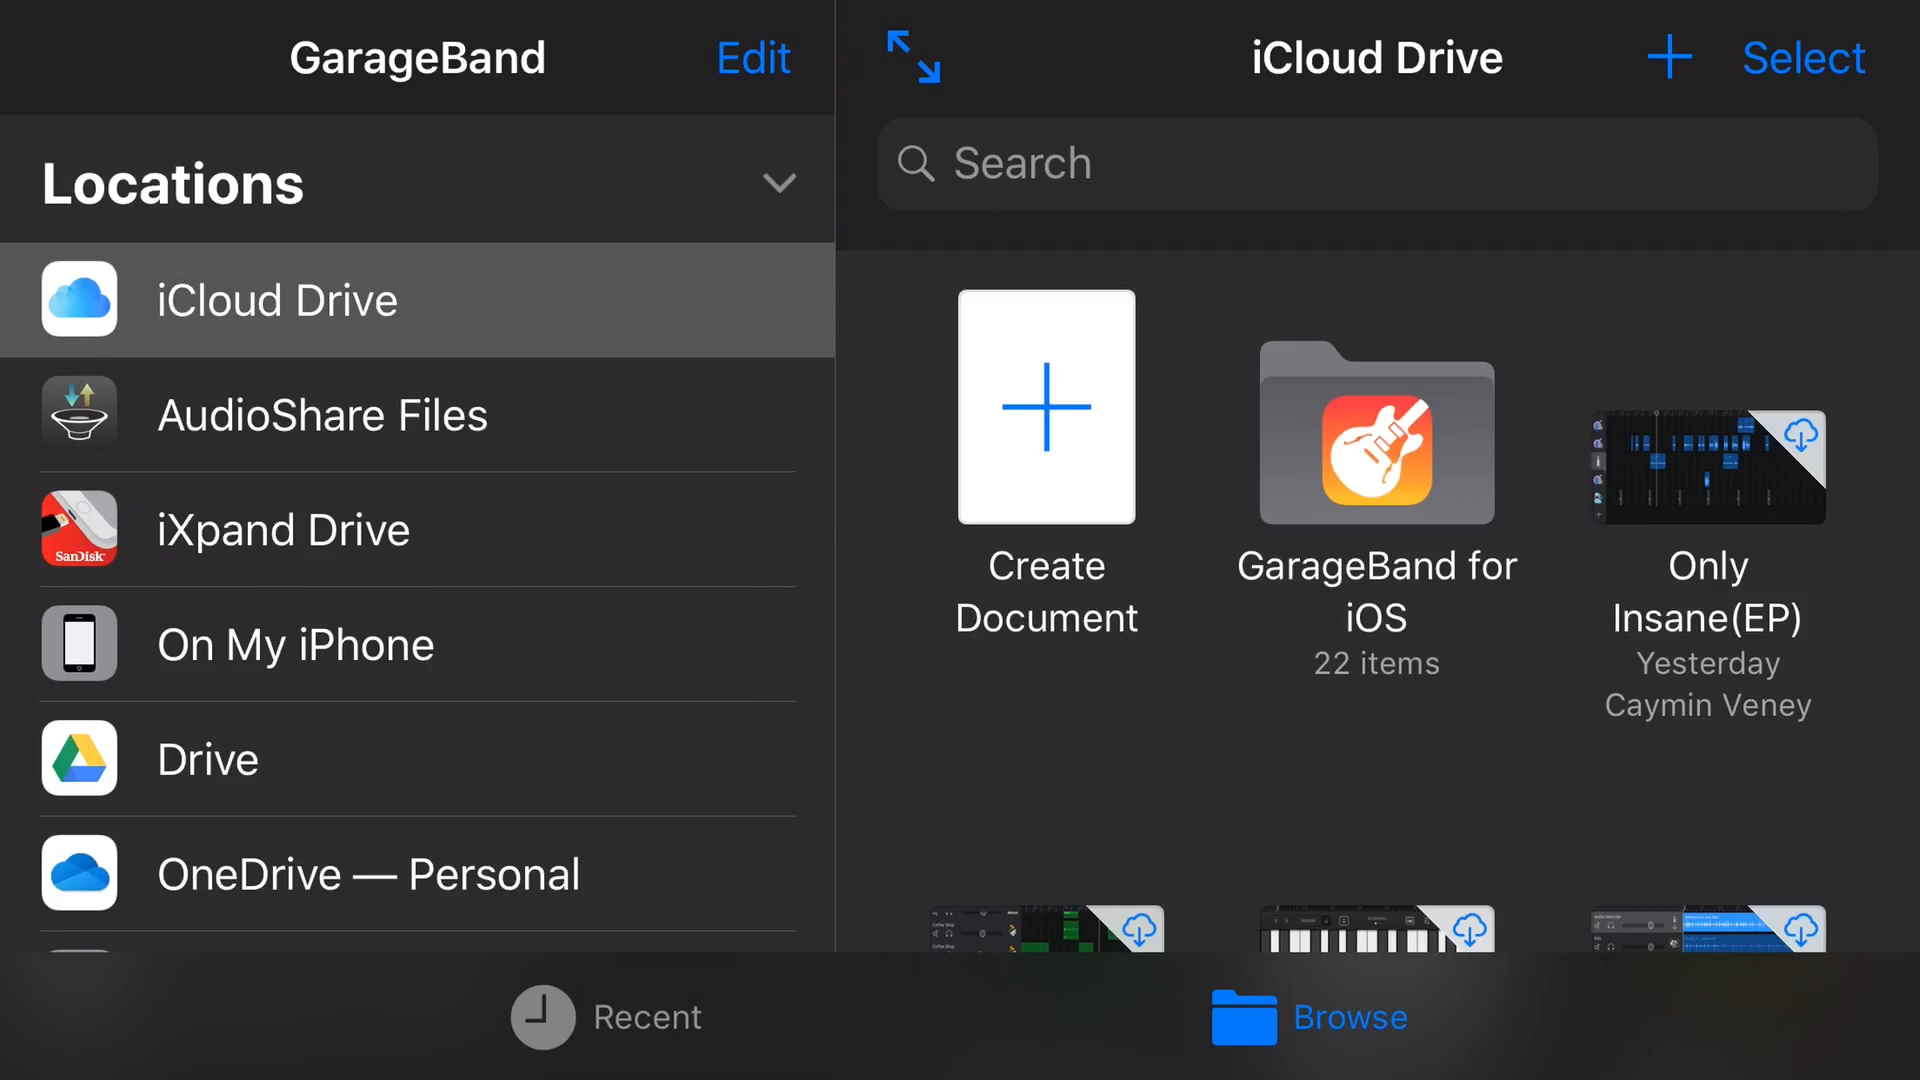 GarageBand
Edit
Locations
iCloud Drive
AudioShare Files
iXpand Drive
SanDisk
On My iPhone
Drive
OneDrive — Personal
iCloud Drive
Select
Search
Create
Document
GarageBand for
iOS
22 items
Only
Insane(EP)
Yesterday
Caymin Veney
Recent
Browse